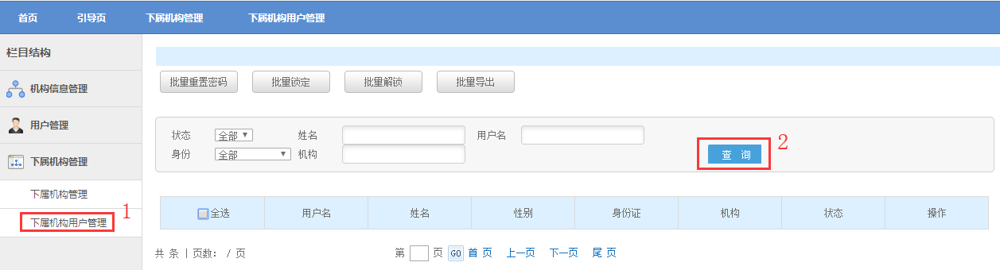 首页 引导页 下属机构管理 下属机构用户管理
栏目结构
机构信息管理
用户管理
下属机构管理
下属机构管理
下属机构用户管理 1
批量重置密码 批量锁定 批量解锁 批量导出
状态 全部 姓名 用户名
身份 全部 机构 查 询 2
全选 用户名 姓名 性别 身份证 机构 状态 操作
共 条 | 页数: / 页 第 页 GO 首 页 上一页 下一页 尾 页